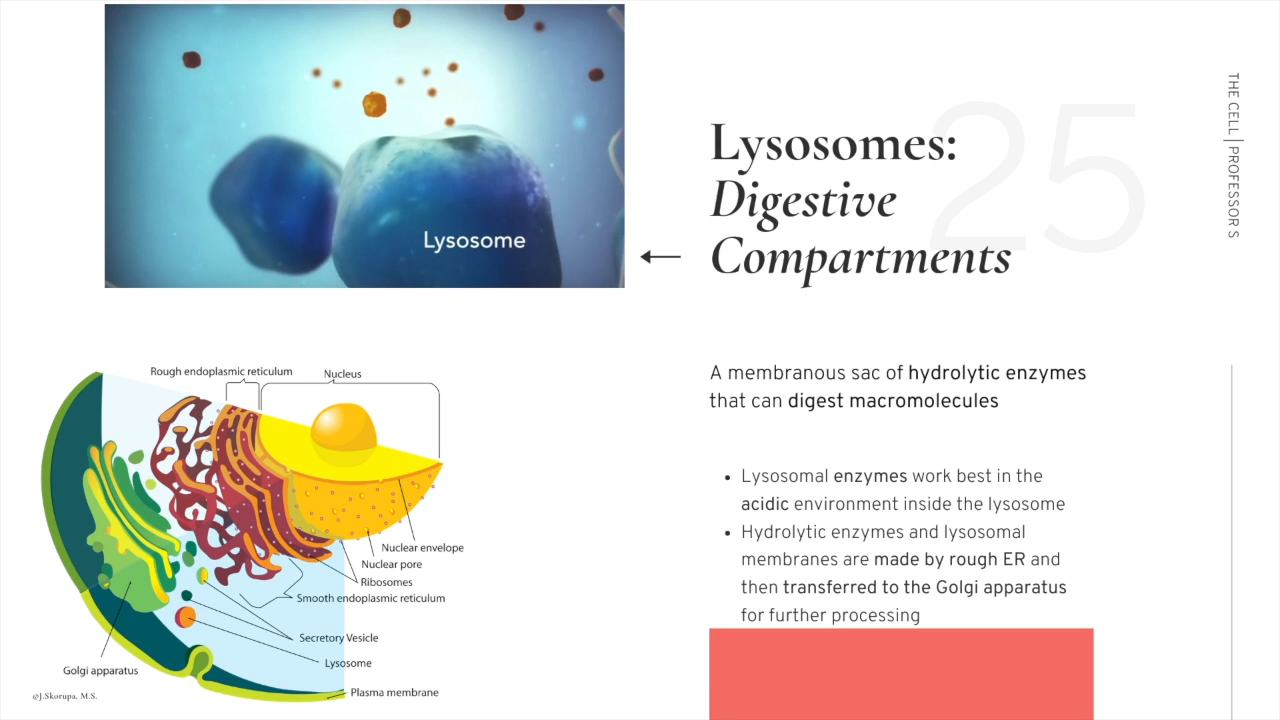 Lysosome
25
Lysosomes:
Digestive
Compartments
THE CELL | PROFESSOR S
A membranous sac of hydrolytic enzymes
that can digest macromolecules
• Lysosomal enzymes work best in the
acidic environment inside the lysosome
• Hydrolytic enzymes and lysosomal
membranes are made by rough ER and
then transferred to the Golgi apparatus
for further processing
Rough endoplasmic reticulum
Nucleus
Nuclear envelope
Nuclear pore
Ribosomes
Smooth endoplasmic reticulum
Secretory Vesicle
Lysosome
Golgi apparatus
Plasma membrane
@J.Skorupa, M.S.